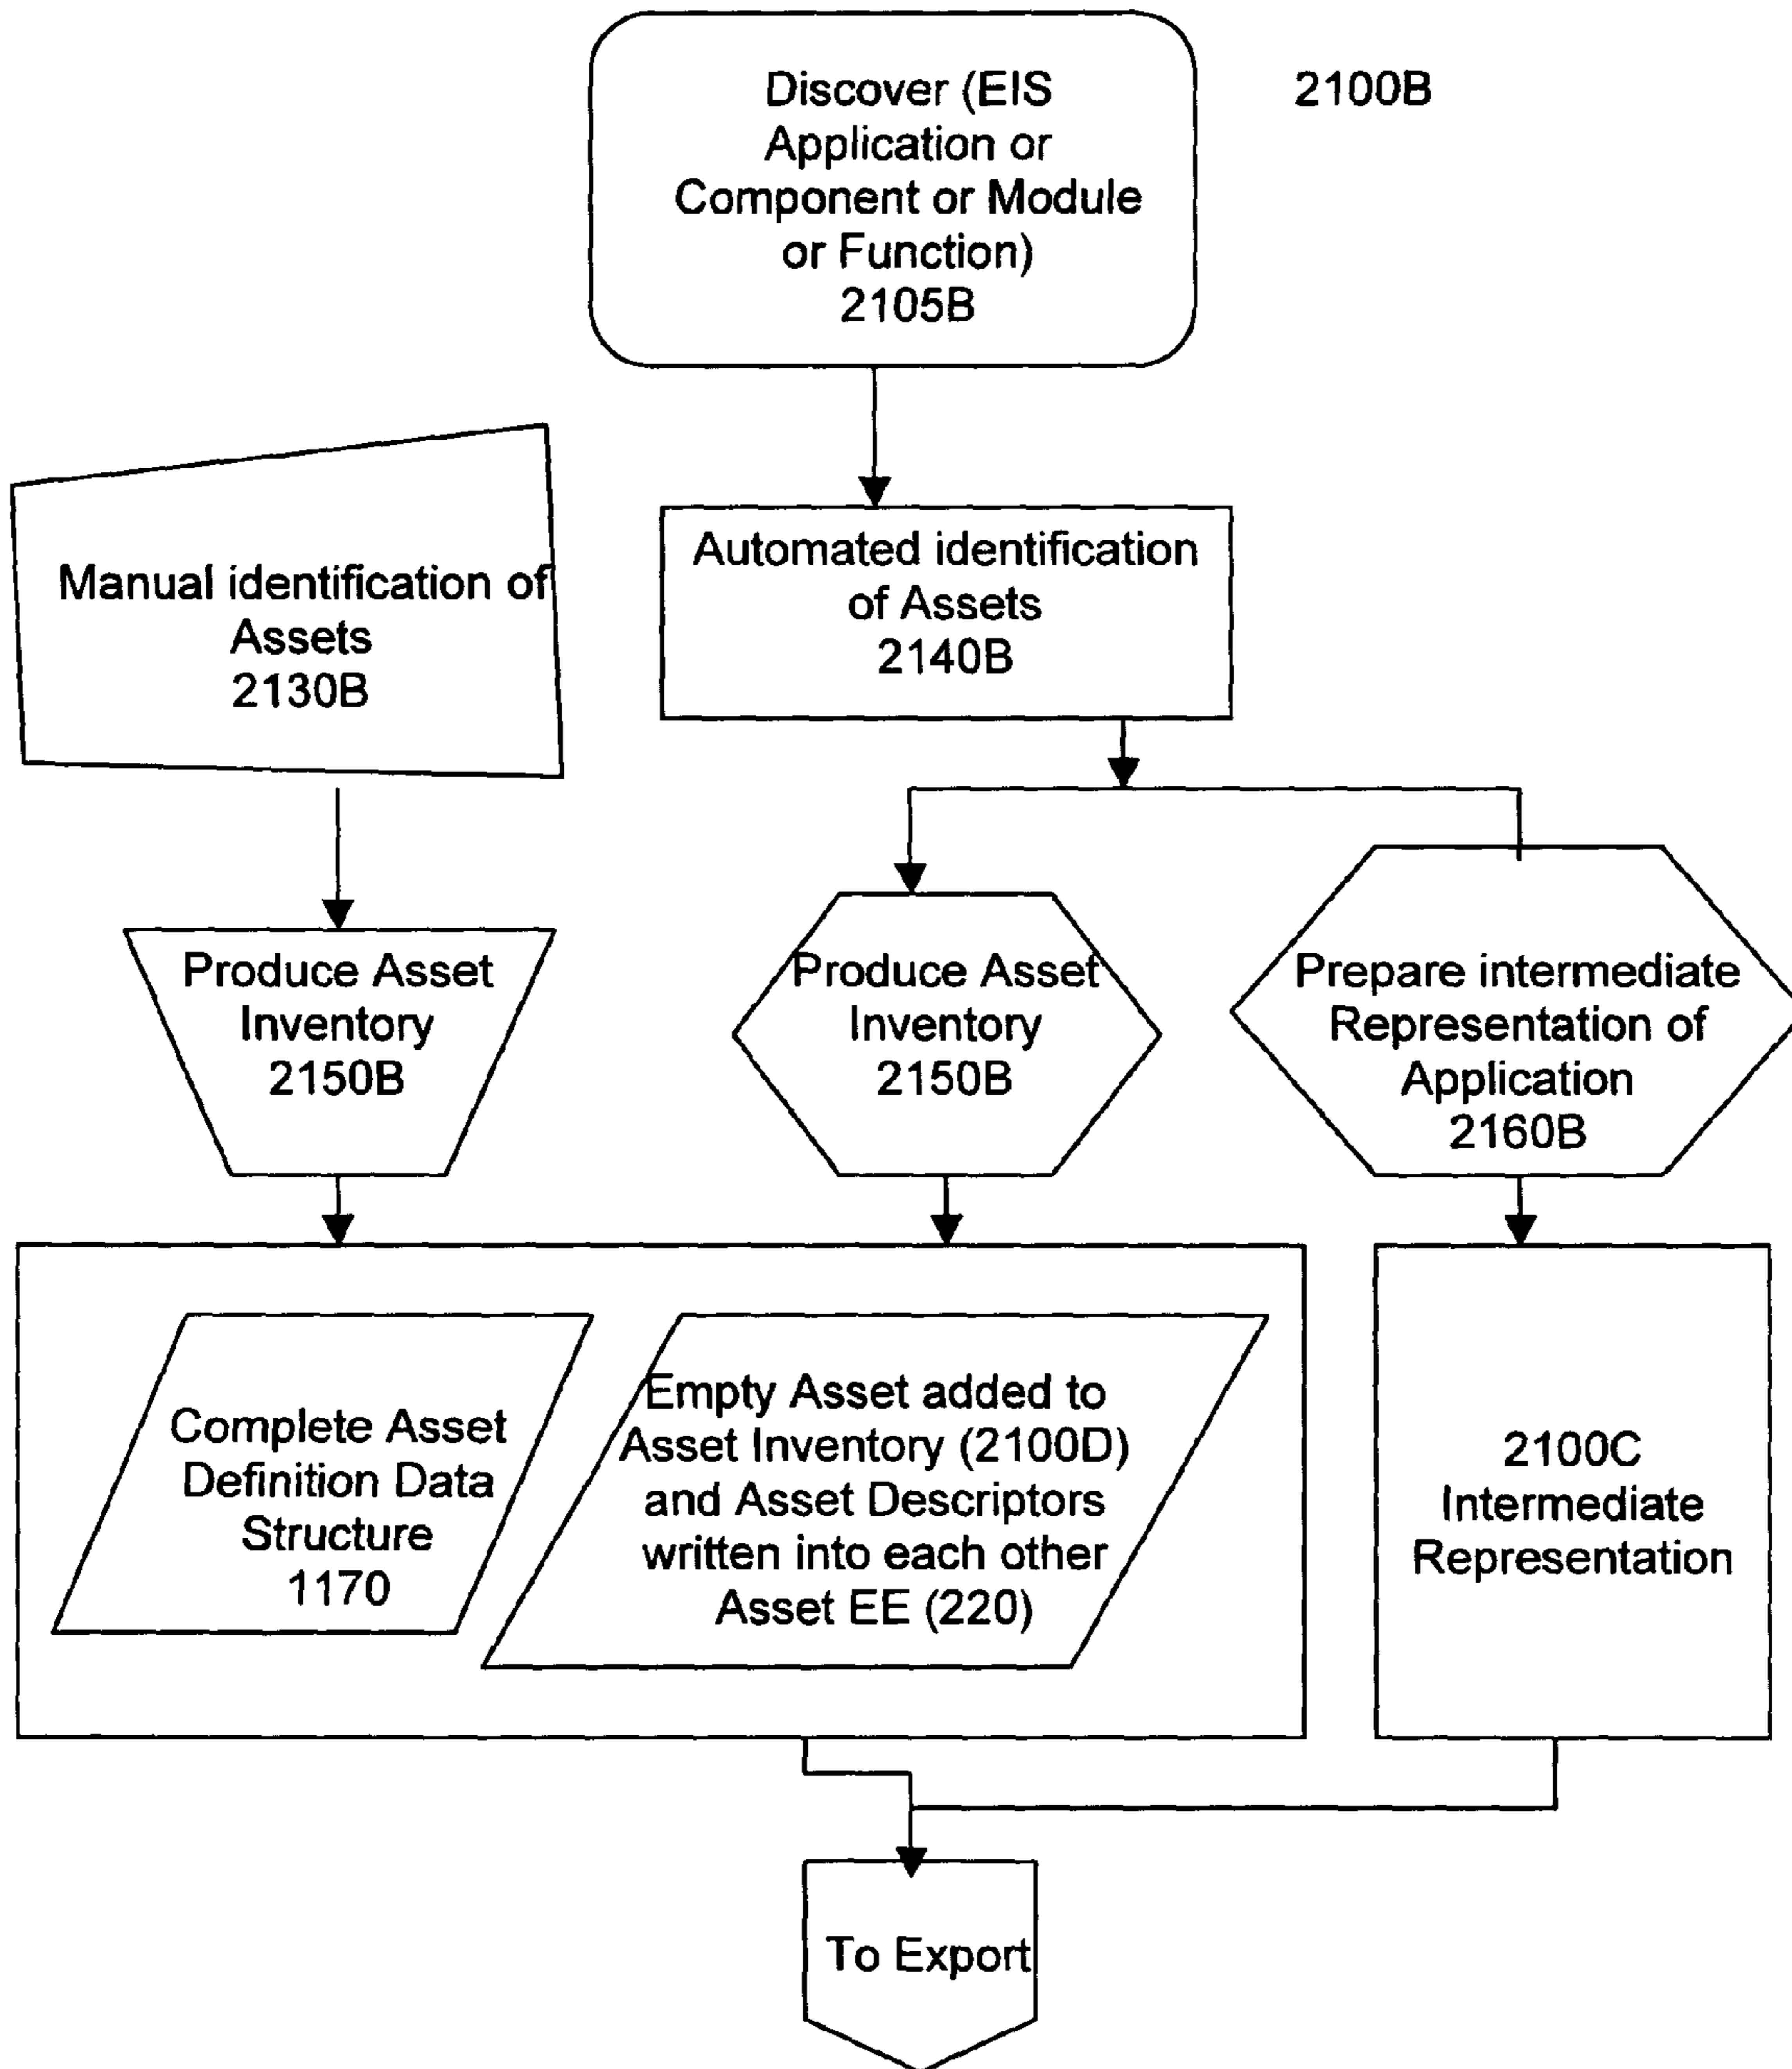 Discover (EIS
Application or
Component or Module
or Function)
2105B
2100B
Manual identification of
Assets
2130B
Automated identification
of Assets
2140B
Produce Asset
Inventory
2150B
Produce Asset
Inventory
2150B
Prepare intermediate
Representation of
Application
2160B
Complete Asset
Definition Data
Structure
1170
Empty Asset added to
Asset Inventory (2100D)
and Asset Descriptors
written into each other
Asset EE (220)
2100C
Intermediate
Representation
To Export